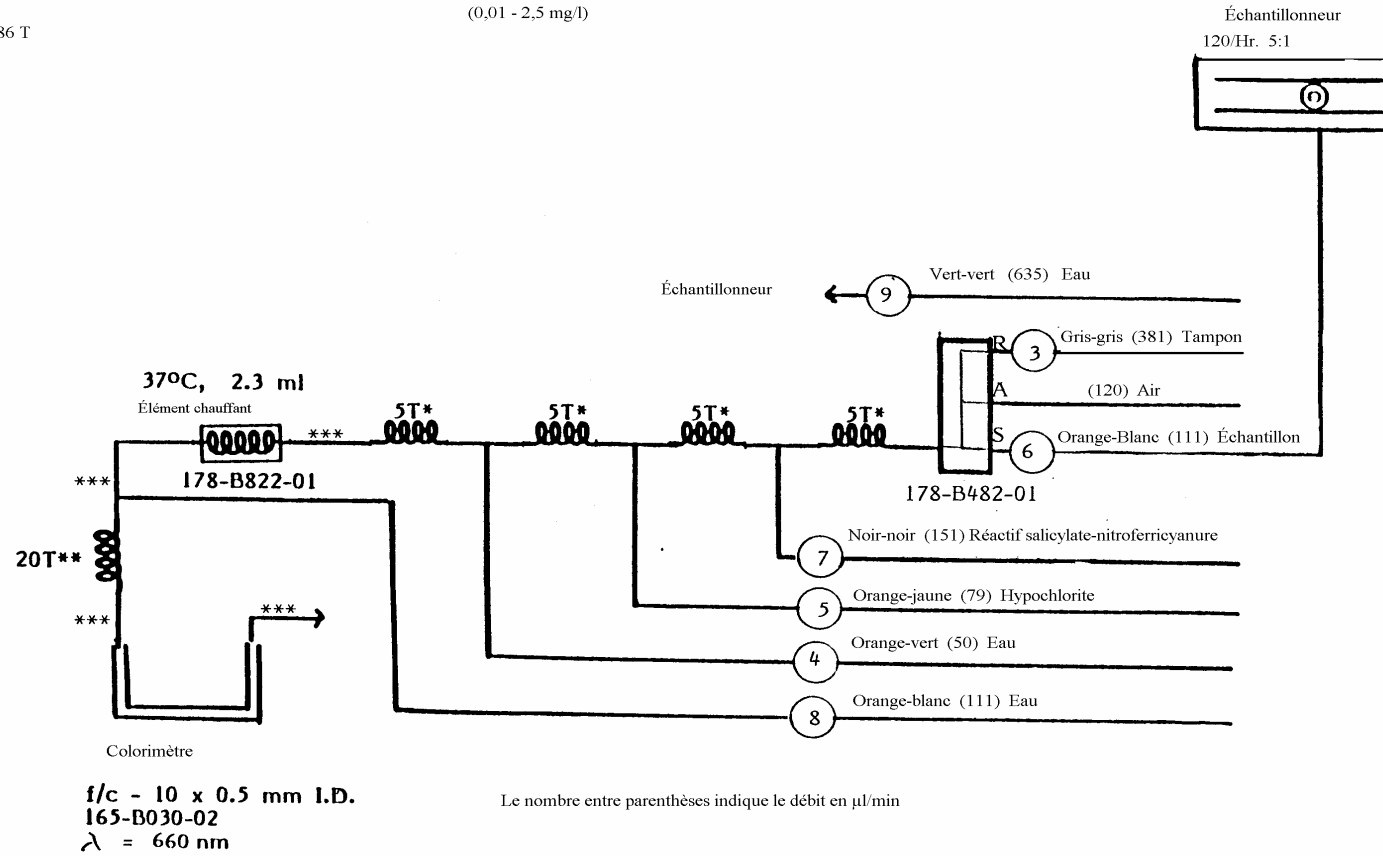 (0,01 - 2,5 mg/l)
Échantillonneur
86 T
120/Hr. 5:1
Vert-vert (635) Eau
Échantillonneur
9
R
3
Gris-gris (381) Tampon
37ºC, 2.3 ml
A
(120) Air
Élément chauffant
5T*
5T*
5T*
5T*
***
S
6
Orange-Blanc (111) Échantillon
178-B822-01
***
178-B482-01
Noir-noir (151) Réactif salicylate-nitroferricyanure
7
20T**
Orange-jaune (79) Hypochlorite
5
***
***
Orange-vert (50) Eau
4
Orange-blanc (111) Eau
8
Colorimètre
f/c - 10 x 0.5 mm I.D.
165-B030-02
λ = 660 nm
Le nombre entre parenthèses indique le débit en µl/min